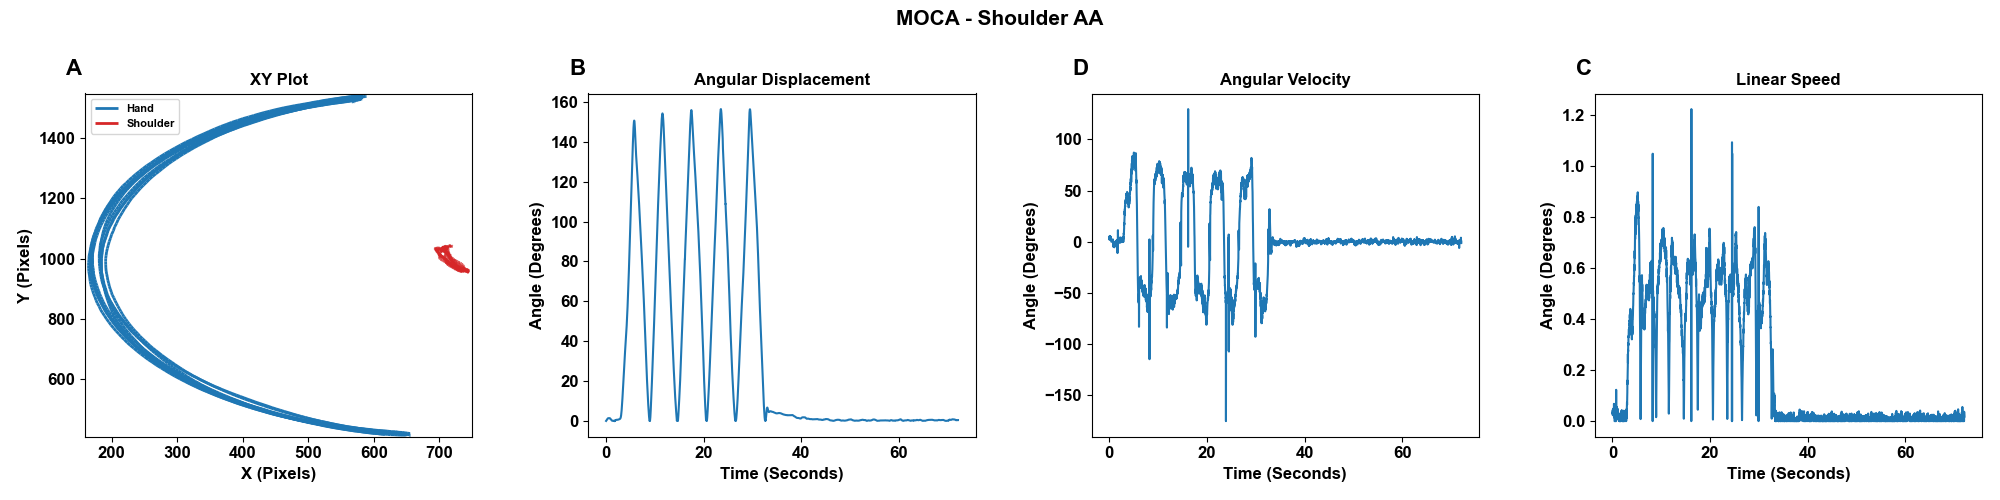 MOCA - Shoulder AA
A
XY Plot
Hand
Shoulder
1400
1200
1000
800
600
Y (Pixels)
200 300 400 500 600 700
X (Pixels)
B
Angular Displacement
160
140
120
100
80
60
40
20
0
Angle (Degrees)
0 20 40 60
Time (Seconds)
D
Angular Velocity
100
50
0
−50
−100
−150
Angle (Degrees)
0 20 40 60
Time (Seconds)
C
Linear Speed
1.2
1.0
0.8
0.6
0.4
0.2
0.0
Angle (Degrees)
0 20 40 60
Time (Seconds)